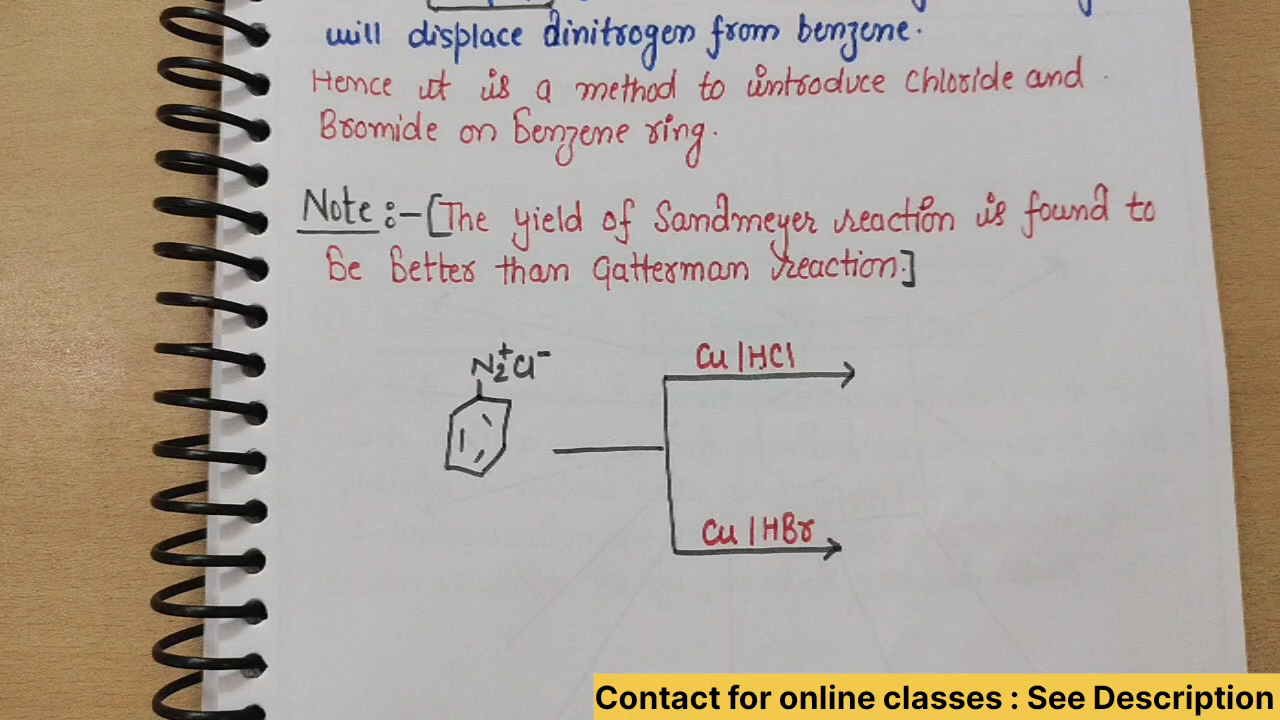 will displace dinitrogen from benzene.
Hence it is a method to introduce chloride and
Bromide on benzene ring.
Note :- [The yield of Sandmeyer reaction is found to
be better than Gatterman reaction.]
N₂⁺Cl⁻
Cu | HCl
Cu | HBr
Contact for online classes : See Description